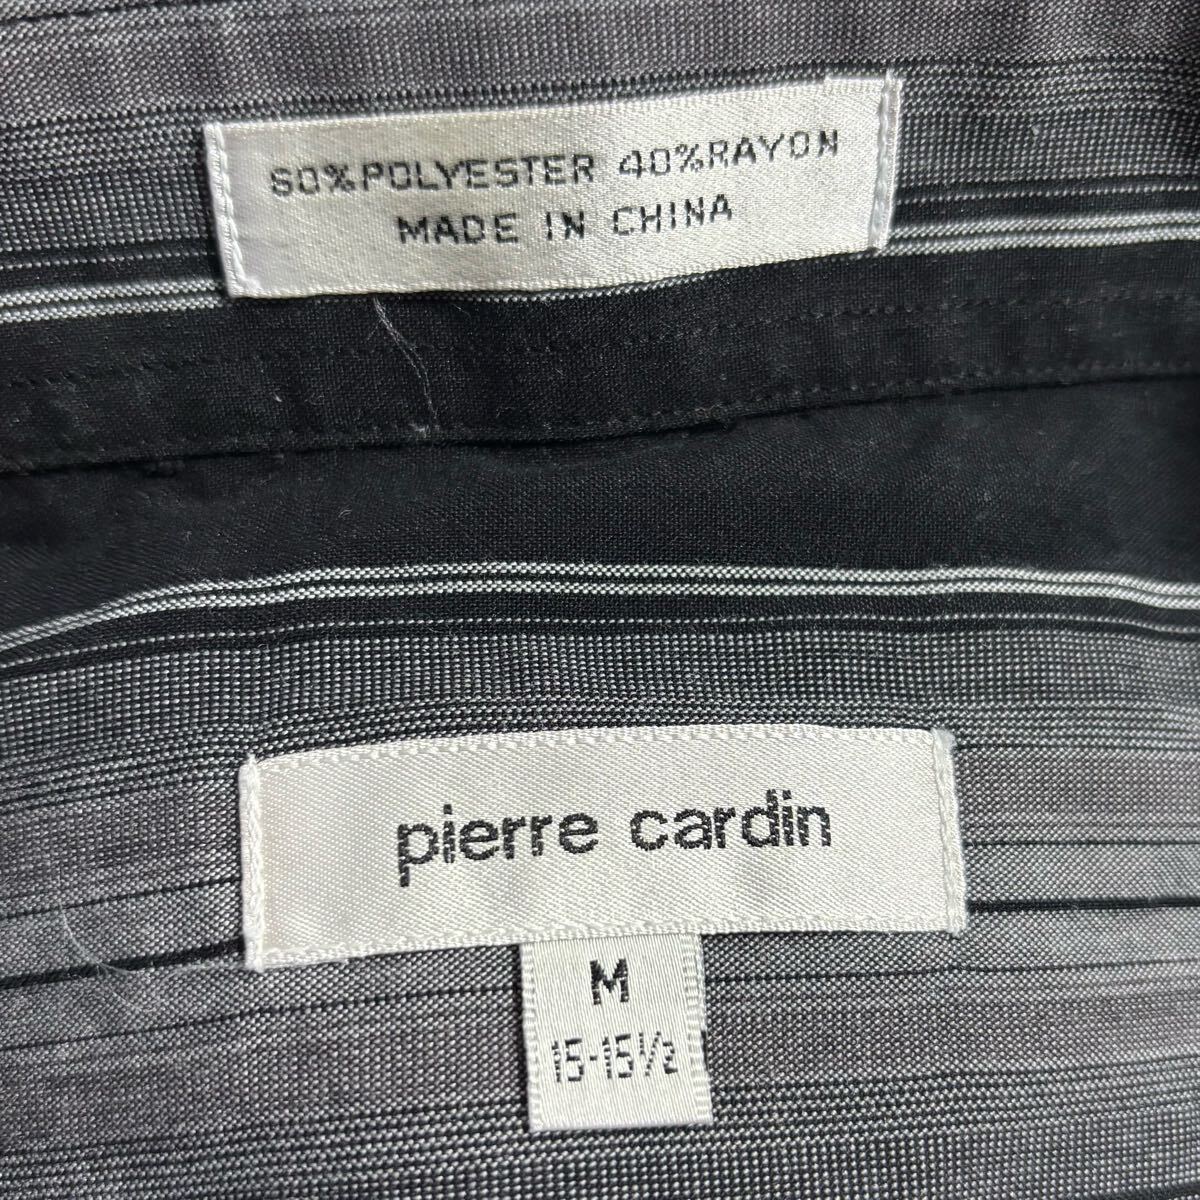 60%POLYESTER 40%RAYON
MADE IN CHINA
pierre cardin
M
15-15½